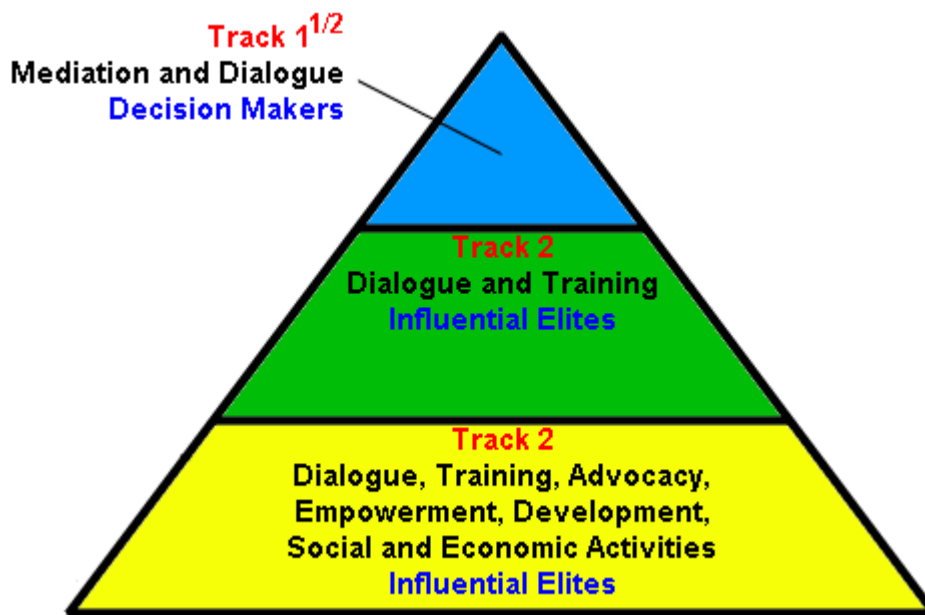 Track 1 1/2
Mediation and Dialogue
Decision Makers
Track 2
Dialogue and Training
Influential Elites
Track 2
Dialogue, Training, Advocacy,
Empowerment, Development,
Social and Economic Activities
Influential Elites